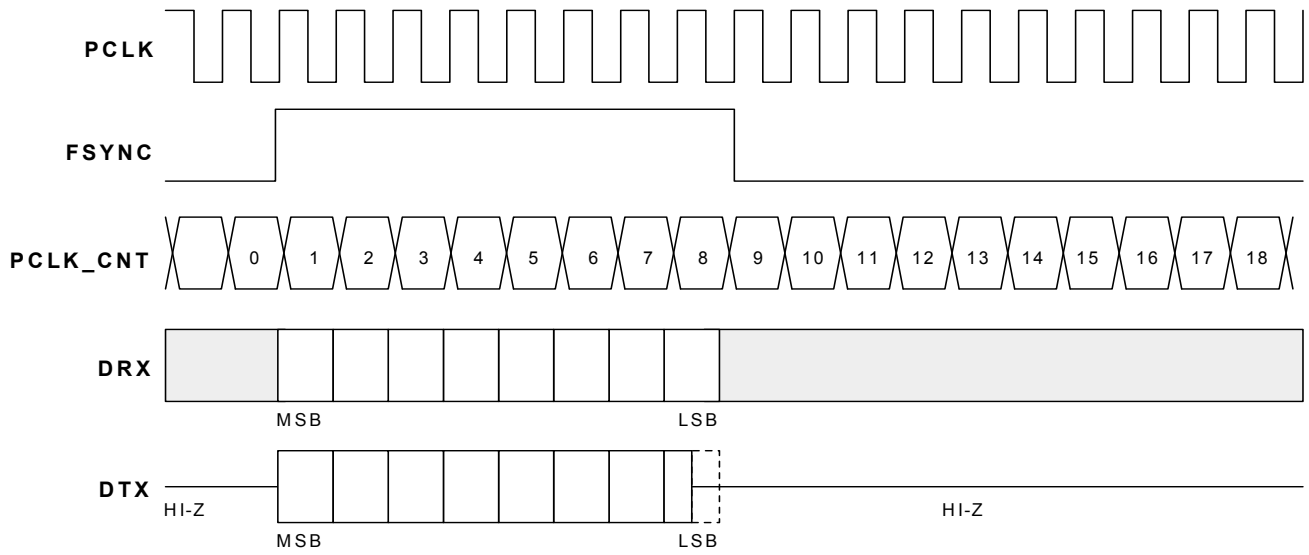 PCLK
FSYNC
PCLK_CNT 0 1 2 3 4 5 6 7 8 9 10 11 12 13 14 15 16 17 18
DRX
MSB LSB
DTX
HI-Z HI-Z
MSB LSB